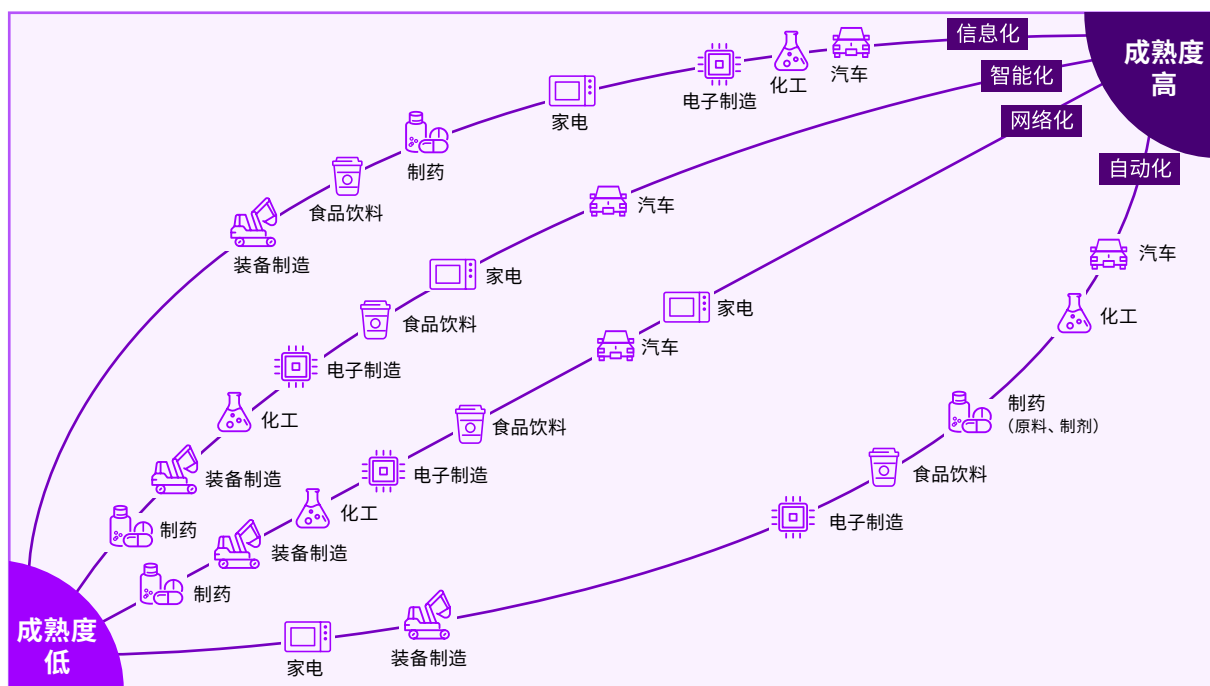 信息化
成熟度
高
汽车
化工
电子制造
家电
制药
食品饮料
装备制造
智能化
汽车
家电
食品饮料
电子制造
化工
装备制造
制药
网络化
家电
汽车
食品饮料
电子制造
化工
装备制造
制药
自动化
汽车
化工
制药
（原料、制剂）
食品饮料
电子制造
装备制造
家电
成熟度
低